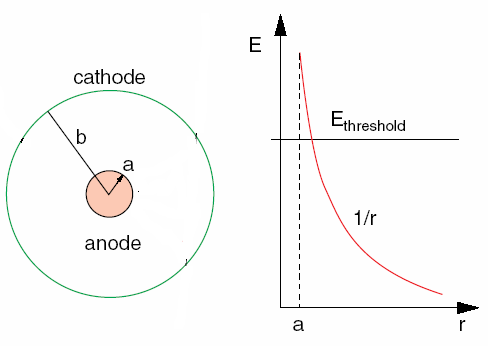 cathode
b
a
anode
E
Ethreshold
1/r
a
r